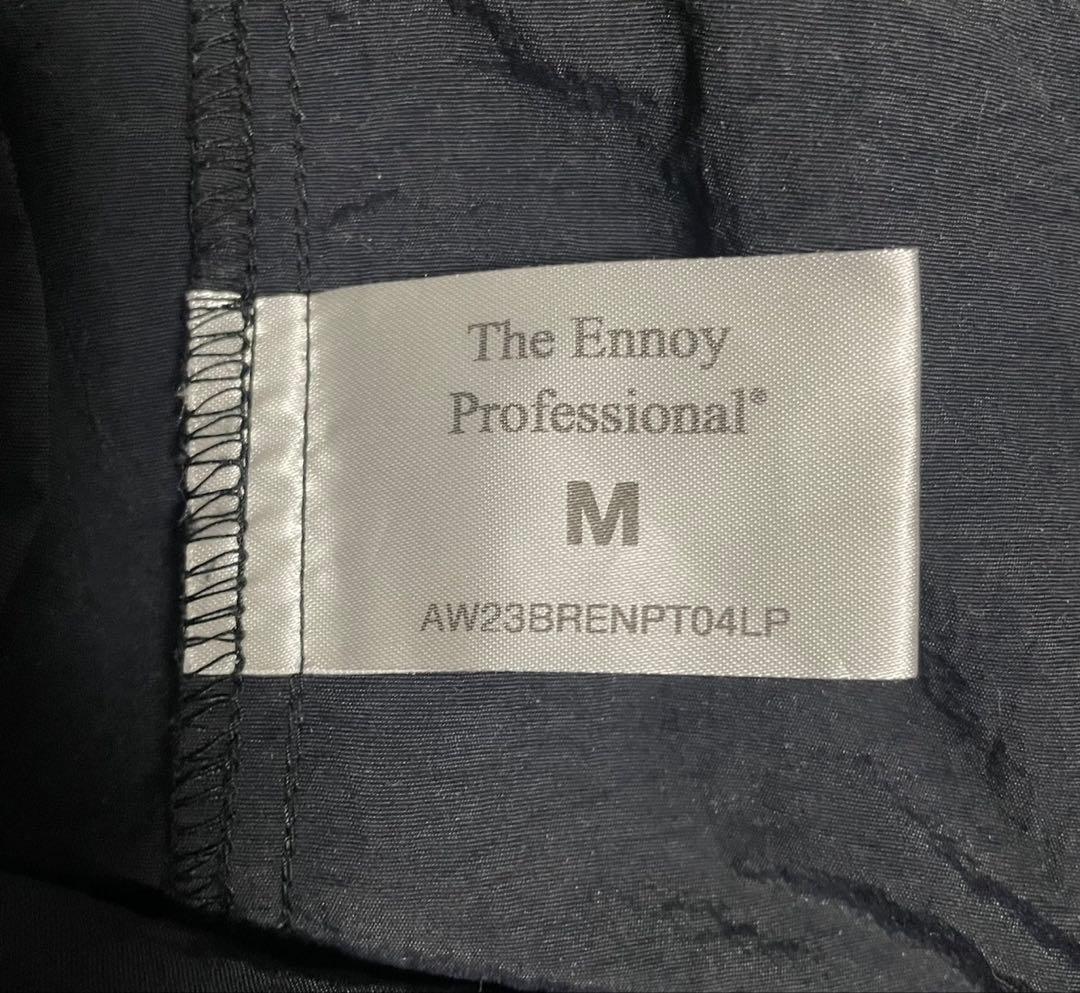 The Ennoy
Professional®
M
AW23BRENPT04LP